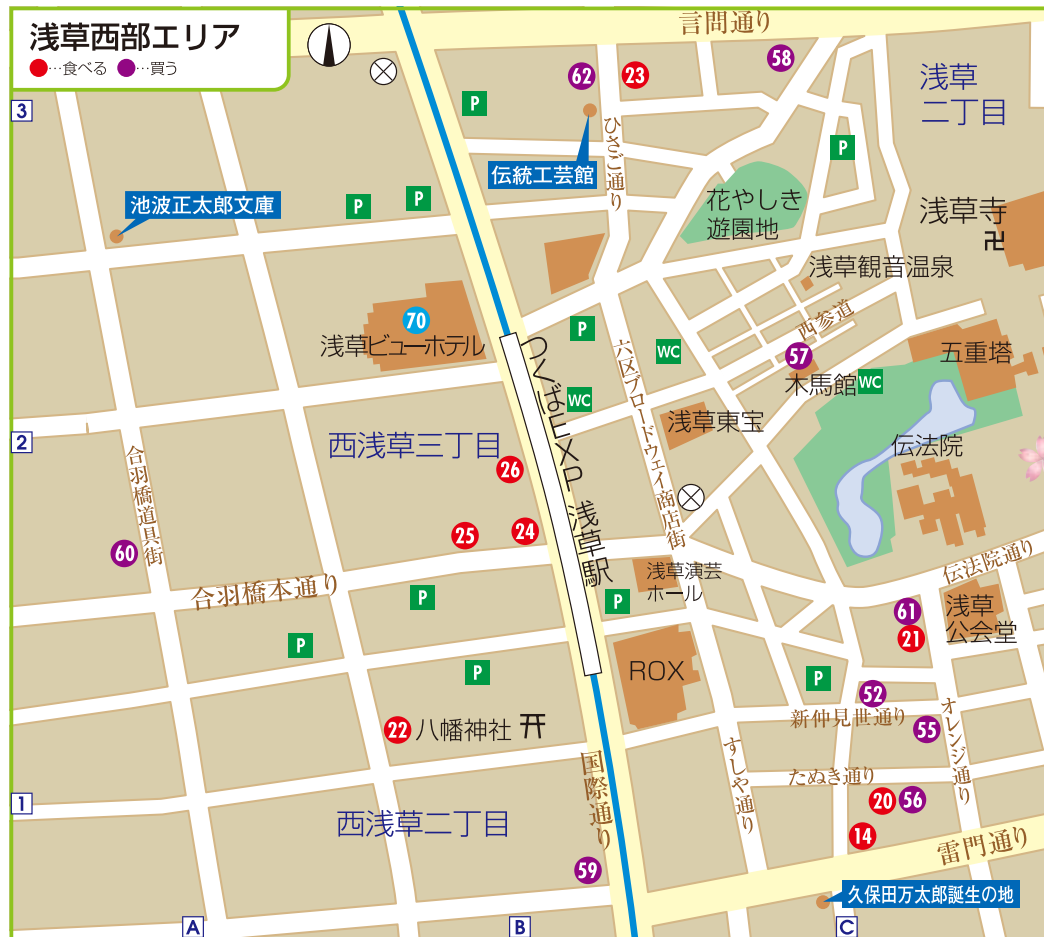 浅草西部エリア
●…食べる ●…買う
言問通り
58
62
23
浅草
二丁目
3
P
ひさご通り
P
伝統工芸館
池波正太郎文庫
P
P
花やしき
遊園地
浅草寺
卍
浅草観音温泉
70
浅草ビューホテル
P
つくばEXP 浅草駅
六区ブロードウェイ商店街
WC
西参道
57
木馬館
WC
五重塔
WC
浅草東宝
2
西浅草三丁目
26
伝法院
合羽橋道具街
60
25
24
合羽橋本通り
P
P
浅草演芸
ホール
伝法院通り
61
21
浅草
公会堂
P
P
ROX
P
52
新仲見世通り
55
オレンジ通り
22
八幡神社
国際通り
すしや通り
たぬき通り
20
56
14
1
西浅草二丁目
雷門通り
59
久保田万太郎誕生の地
A
B
C